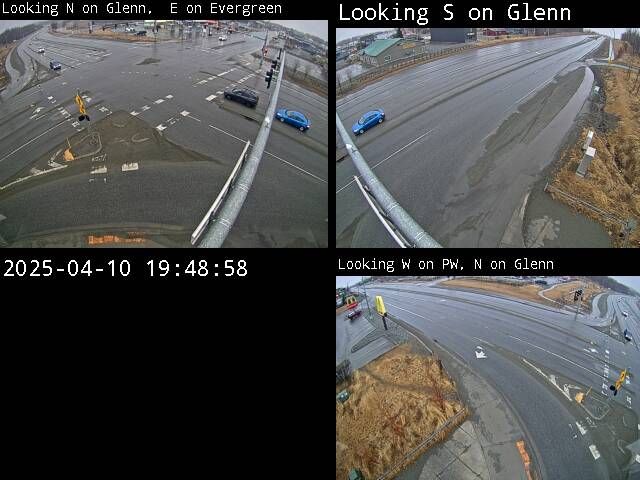 Looking N on Glenn, E on Evergreen
Looking S on Glenn
2025-04-10 19:48:58
Looking W on PW, N on Glenn